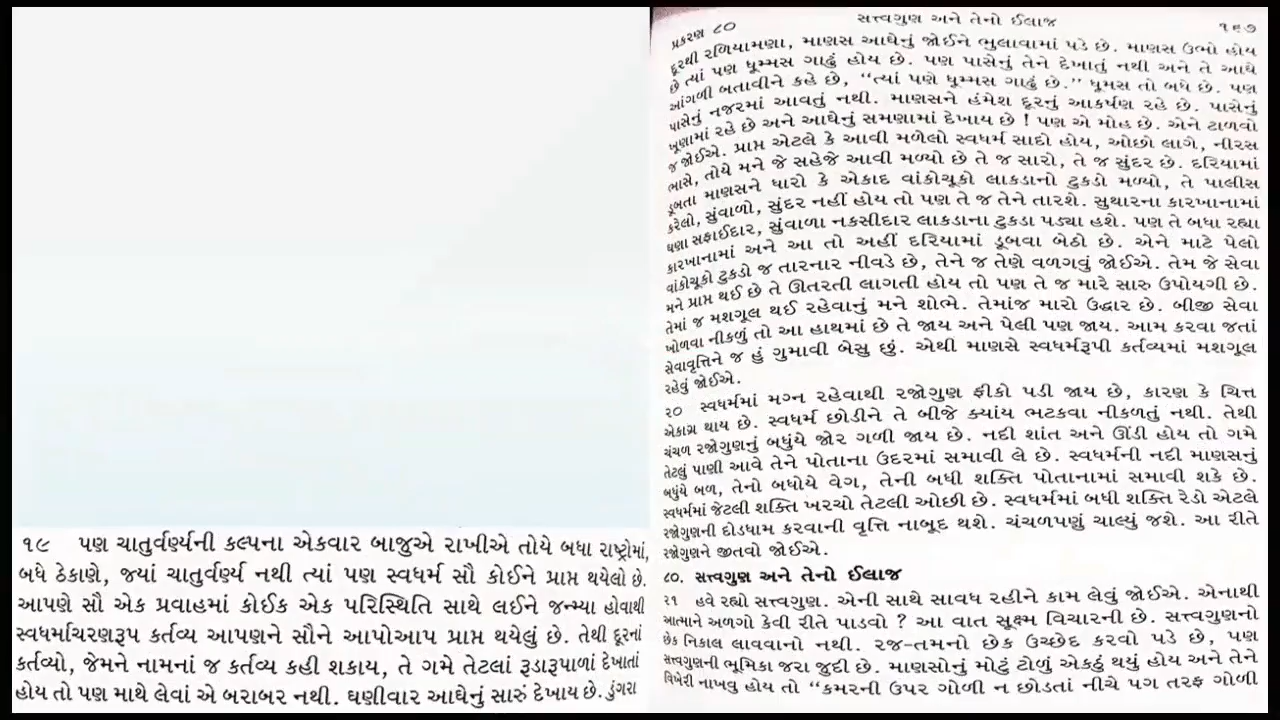 ૧૯ પણ ચાતુર્વર્ણ્યની કલ્પના એકવાર બાજુએ રાખીએ તોયે બધા રાષ્ટ્રોમાં,
બધે ઠેકાણે, જ્યાં ચાતુર્વર્ણ્ય નથી ત્યાં પણ સ્વધર્મ સૌ કોઈને પ્રાપ્ત થયેલો છે.
આપણે સૌ એક પ્રવાહમાં કોઈક એક પરિસ્થિતિ સાથે લઈને જન્મ્યા હોવાથી
સ્વધર્માચરણરૂપ કર્તવ્ય આપણને સૌને આપોઆપ પ્રાપ્ત થયેલું છે. તેથી દૂરનાં
કર્તવ્યો, જેમને નામનાં જ કર્તવ્ય કહી શકાય, તે ગમે તેટલાં રૂડારૂપાળાં દેખાતાં
હોય તો પણ માથે લેવાં એ બરાબર નથી. ઘણીવાર આઘેનું સારું દેખાય છે. ડુંગરા
પ્રકરણ ૮૦ સત્ત્વગુણ અને તેનો ઈલાજ ૧૯૭
દૂરથી રળિયામણા, માણસ આઘેનું જોઈને ભુલાવામાં પડે છે. માણસ ઉભો હોય
છે ત્યાં પણ ધૂમ્મસ ગાઢું હોય છે. પણ પાસેનું તેને દેખાતું નથી અને તે આઘે
આંગળી બતાવીને કહે છે, “ત્યાં પણે ધૂમ્મસ ગાઢું છે.” ધૂમસ તો બધે છે. પણ
પાસેનું નજરમાં આવતું નથી. માણસને હંમેશ દૂરનું આકર્ષણ રહે છે. પાસેનું
ખૂણામાં રહે છે અને આઘેનું સમણામાં દેખાય છે ! પણ એ મોહ છે. એને ટાળવો
જ જોઈએ. પ્રાપ્ત એટલે કે આવી મળેલો સ્વધર્મ સાદો હોય, ઓછો લાગે, નીરસ
ભાસે, તોયે મને જે સહેજે આવી મળ્યો છે તે જ સારો, તે જ સુંદર છે. દરિયામાં
ડૂબતા માણસને ધારો કે એકાદ વાંકોચૂકો લાકડાનો ટુકડો મળ્યો, તે પાલીસ
કરેલો, સુંવાળો, સુંદર નહીં હોય તો પણ તે જ તેને તારશે. સુથારના કારખાનામાં
ઘણા સફાઈદાર, સુંવાળા નકસીદાર લાકડાના ટુકડા પડ્યા હશે. પણ તે બધા રહ્યા
કારખાનામાં અને આ તો અહીં દરિયામાં ડૂબવા બેઠો છે. એને માટે પેલો
વાંકોચૂકો ટુકડો જ તારનાર નીવડે છે, તેને જ તેણે વળગવું જોઈએ. તેમ જે સેવા
મને પ્રાપ્ત થઈ છે તે ઊતરતી લાગતી હોય તો પણ તે જ મારે સારુ ઉપોયગી છે.
તેમાં જ મશગૂલ થઈ રહેવાનું મને શોભે. તેમાંજ મારો ઉદ્ધાર છે. બીજી સેવા
ખોળવા નીકળું તો આ હાથમાં છે તે જાય અને પેલી પણ જાય. આમ કરવા જતાં
સેવાવૃત્તિને જ હું ગુમાવી બેસુ છું. એથી માણસે સ્વધર્મરૂપી કર્તવ્યમાં મશગૂલ
રહેવું જોઈએ.
૨૦ સ્વધર્મમાં મગ્ન રહેવાથી રજોગુણ ફીકો પડી જાય છે, કારણ કે ચિત્ત
એકાગ્ર થાય છે. સ્વધર્મ છોડીને તે બીજે ક્યાંય ભટકવા નીકળતું નથી. તેથી
ચંચળ રજોગુણનું બધુંયે જોર ગળી જાય છે. નદી શાંત અને ઊંડી હોય તો ગમે
તેટલું પાણી આવે તેને પોતાના ઉદરમાં સમાવી લે છે. સ્વધર્મની નદી માણસનું
બધુંયે બળ, તેનો બધોયે વેગ, તેની બધી શક્તિ પોતાનામાં સમાવી શકે છે.
સ્વધર્મમાં જેટલી શક્તિ ખરચો તેટલી ઓછી છે. સ્વધર્મમાં બધી શક્તિ રેડો એટલે
રજોગુણની દોડધામ કરવાની વૃત્તિ નાબૂદ થશે. ચંચળપણું ચાલ્યું જશે. આ રીતે
રજોગુણને જીતવો જોઈએ.
૮૦. સત્ત્વગુણ અને તેનો ઈલાજ
૨૧ હવે રહ્યો સત્ત્વગુણ. એની સાથે સાવધ રહીને કામ લેવું જોઈએ. એનાથી
આત્માને અળગો કેવી રીતે પાડવો ? આ વાત સૂક્ષ્મ વિચારની છે. સત્ત્વગુણનો
છેક નિકાલ લાવવાનો નથી. રજ-તમનો છેક ઉચ્છેદ કરવો પડે છે, પણ
સત્ત્વગુણની ભૂમિકા જરા જુદી છે. માણસોનું મોટું ટોળું એકઠું થયું હોય અને તેને
વિખેરી નાખવુ હોય તો “કમરની ઉપર ગોળી ન છોડતાં નીચે પગ તરફ ગોળી